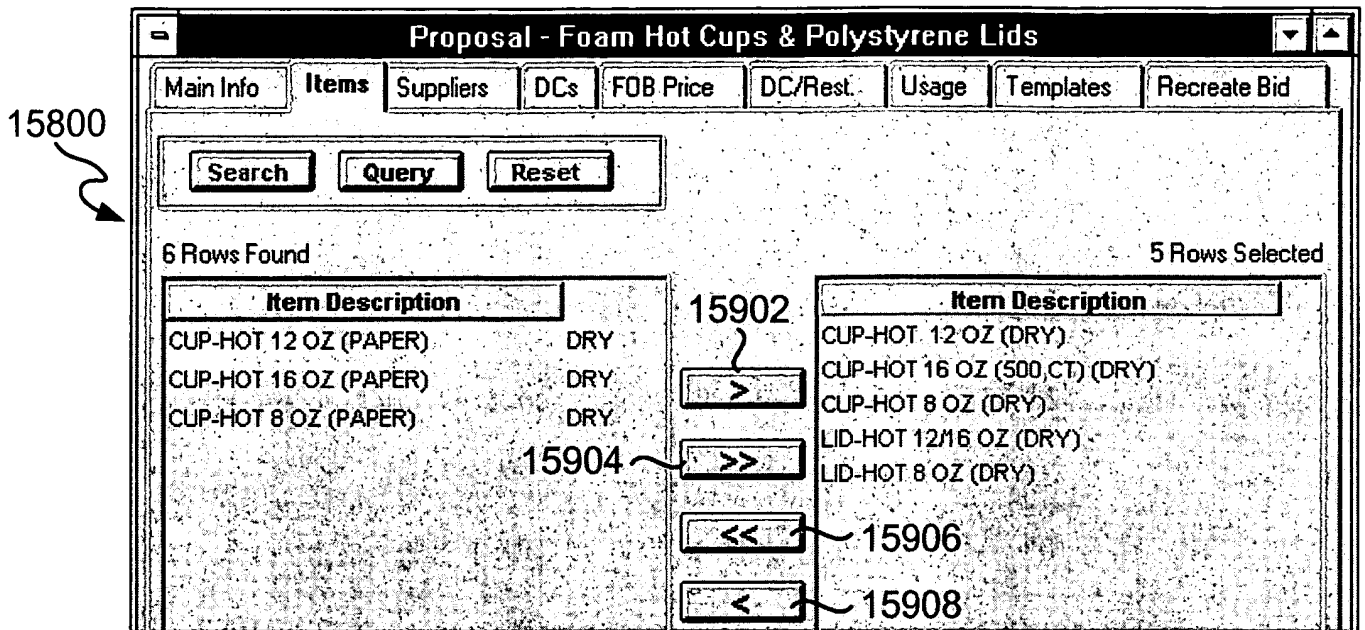 Proposal - Foam Hot Cups & Polystyrene Lids
Main Info Items Suppliers DCs FOB Price DC/Rest. Usage Templates Recreate Bid
15800
Search Query Reset
6 Rows Found 5 Rows Selected
Item Description Item Description
15902
CUP-HOT 12 OZ (PAPER) DRY CUP-HOT 12 OZ (DRY)
CUP-HOT 16 OZ (PAPER) DRY > CUP-HOT 16 OZ (500 CT) (DRY)
CUP-HOT 8 OZ (PAPER) DRY CUP-HOT 8 OZ (DRY)
LID-HOT 12/16 OZ (DRY)
15904 >> LID-HOT 8 OZ (DRY)
<< 15906
< 15908